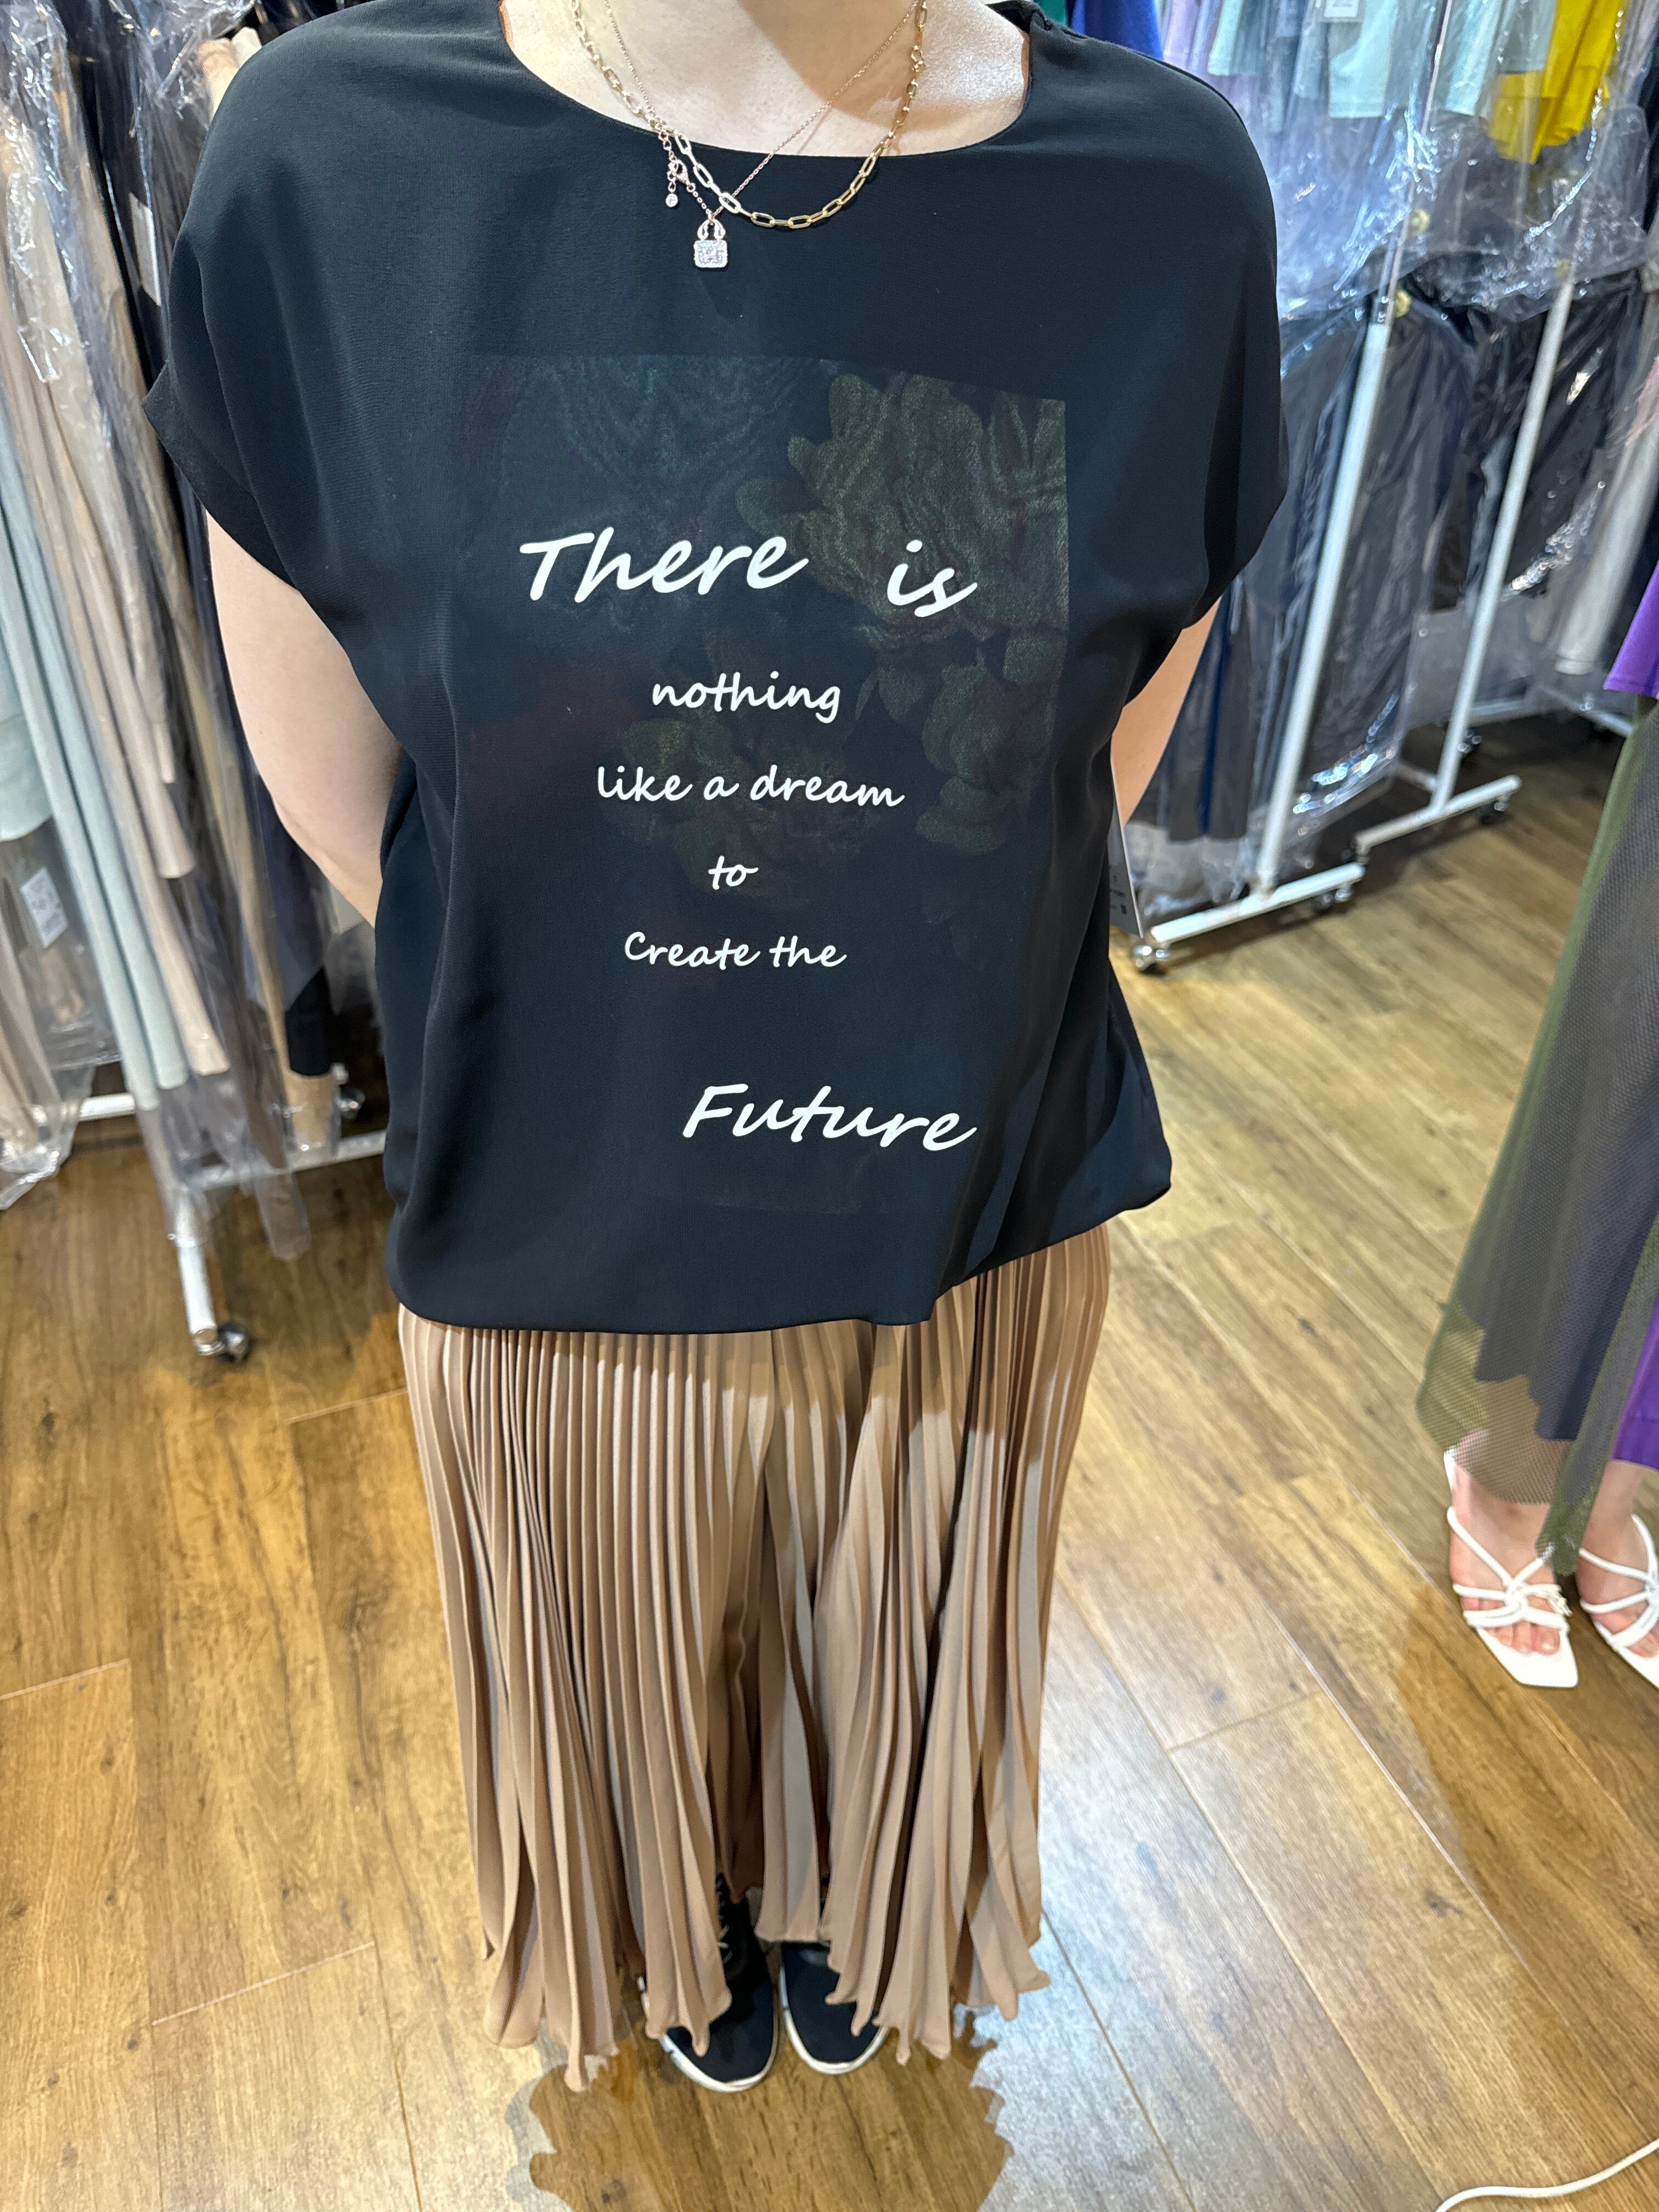 There is
nothing
like a dream
to
Create the
Future